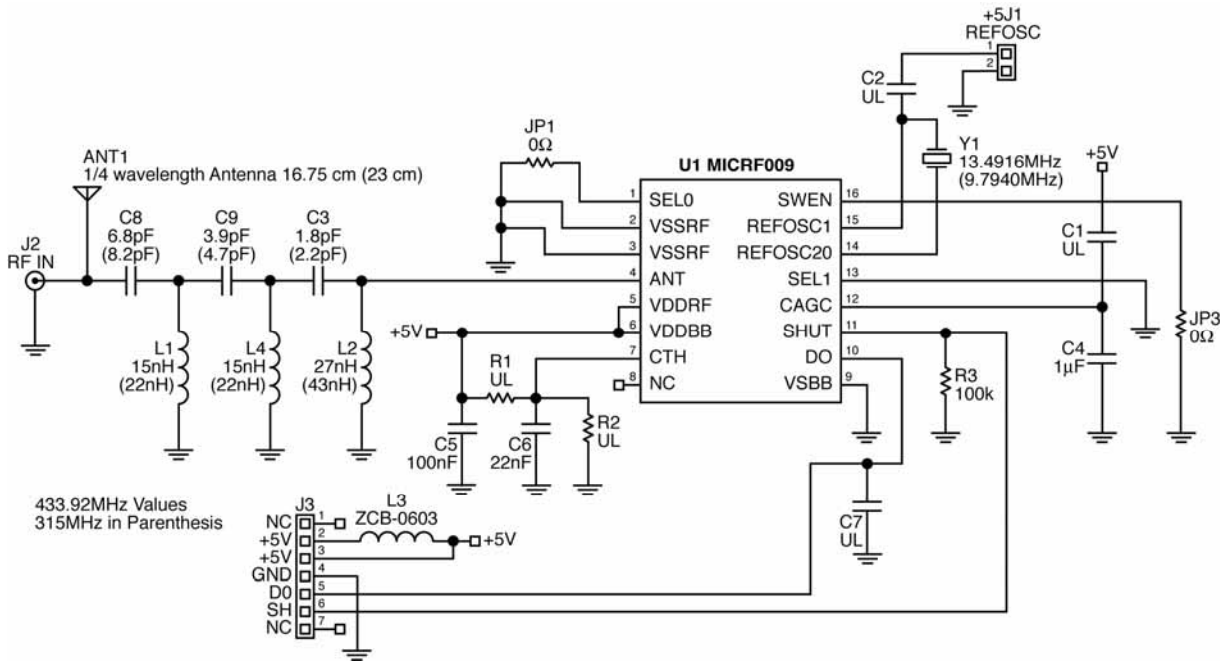 +5J1
REFOSC
1
2
C2
UL
JP1
0Ω
Y1
13.4916MHz
(9.7940MHz)
+5V
ANT1
1/4 wavelength Antenna 16.75 cm (23 cm)
U1 MICRF009
J2
RF IN
C8
6.8pF
(8.2pF)
C9
3.9pF
(4.7pF)
C3
1.8pF
(2.2pF)
1 SEL0
2 VSSRF
3 VSSRF
4 ANT
5 VDDRF
6 VDDBB
7 CTH
8 NC
SWEN 16
REFOSC1 15
REFOSC20 14
SEL1 13
CAGC 12
SHUT 11
DO 10
VSBB 9
C1
UL
JP3
0Ω
C4
1µF
R3
100k
L1
15nH
(22nH)
L4
15nH
(22nH)
L2
27nH
(43nH)
+5V
R1
UL
R2
UL
C5
100nF
C6
22nF
C7
UL
433.92MHz Values
315MHz in Parenthesis
J3
L3
ZCB-0603
+5V
NC 1
+5V 2
+5V 3
GND 4
D0 5
SH 6
NC 7